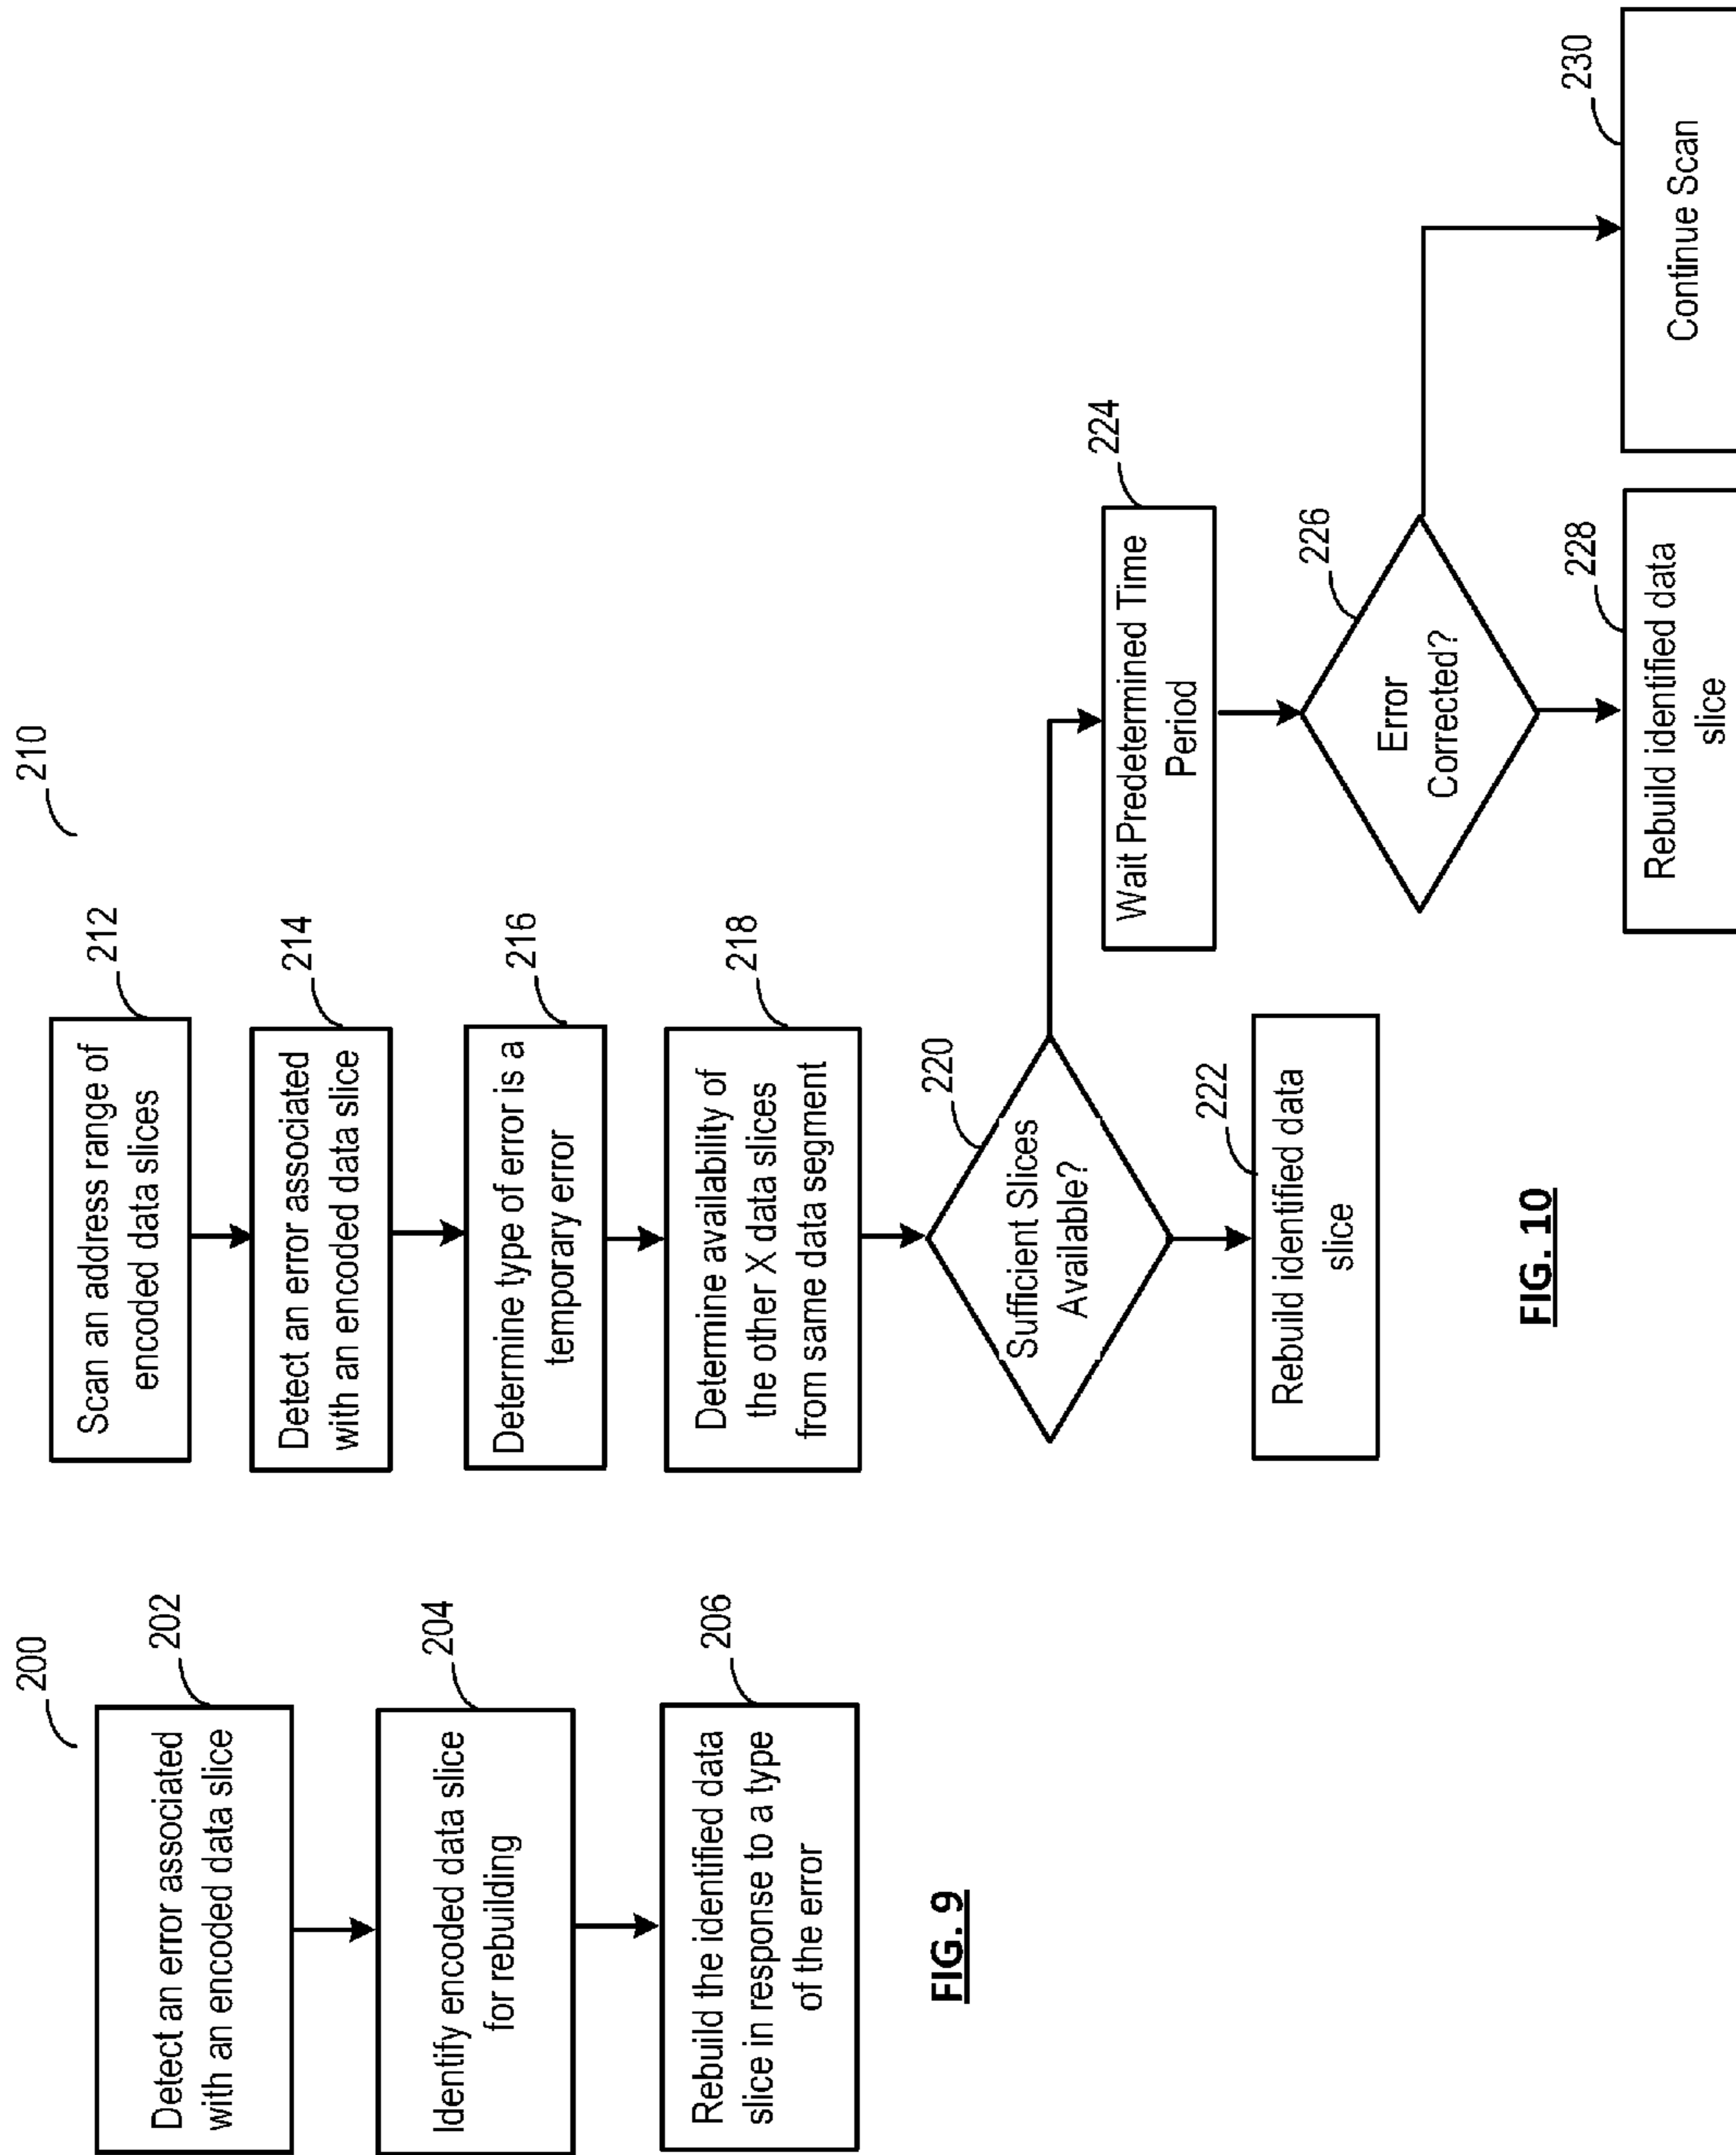 200
Detect an error associated
with an encoded data slice
202
Identify encoded data slice
for rebuilding
204
Rebuild the identified data
slice in response to a type
of the error
206
FIG. 9
210
Scan an address range of
encoded data slices
212
Detect an error associated
with an encoded data slice
214
Determine type of error is a
temporary error
216
Determine availability of
the other X data slices
from same data segment
218
Sufficient Slices
Available?
220
Rebuild identified data
slice
222
Wait Predetermined Time
Period
224
Error
Corrected?
226
Rebuild identified data
slice
228
Continue Scan
230
FIG. 10